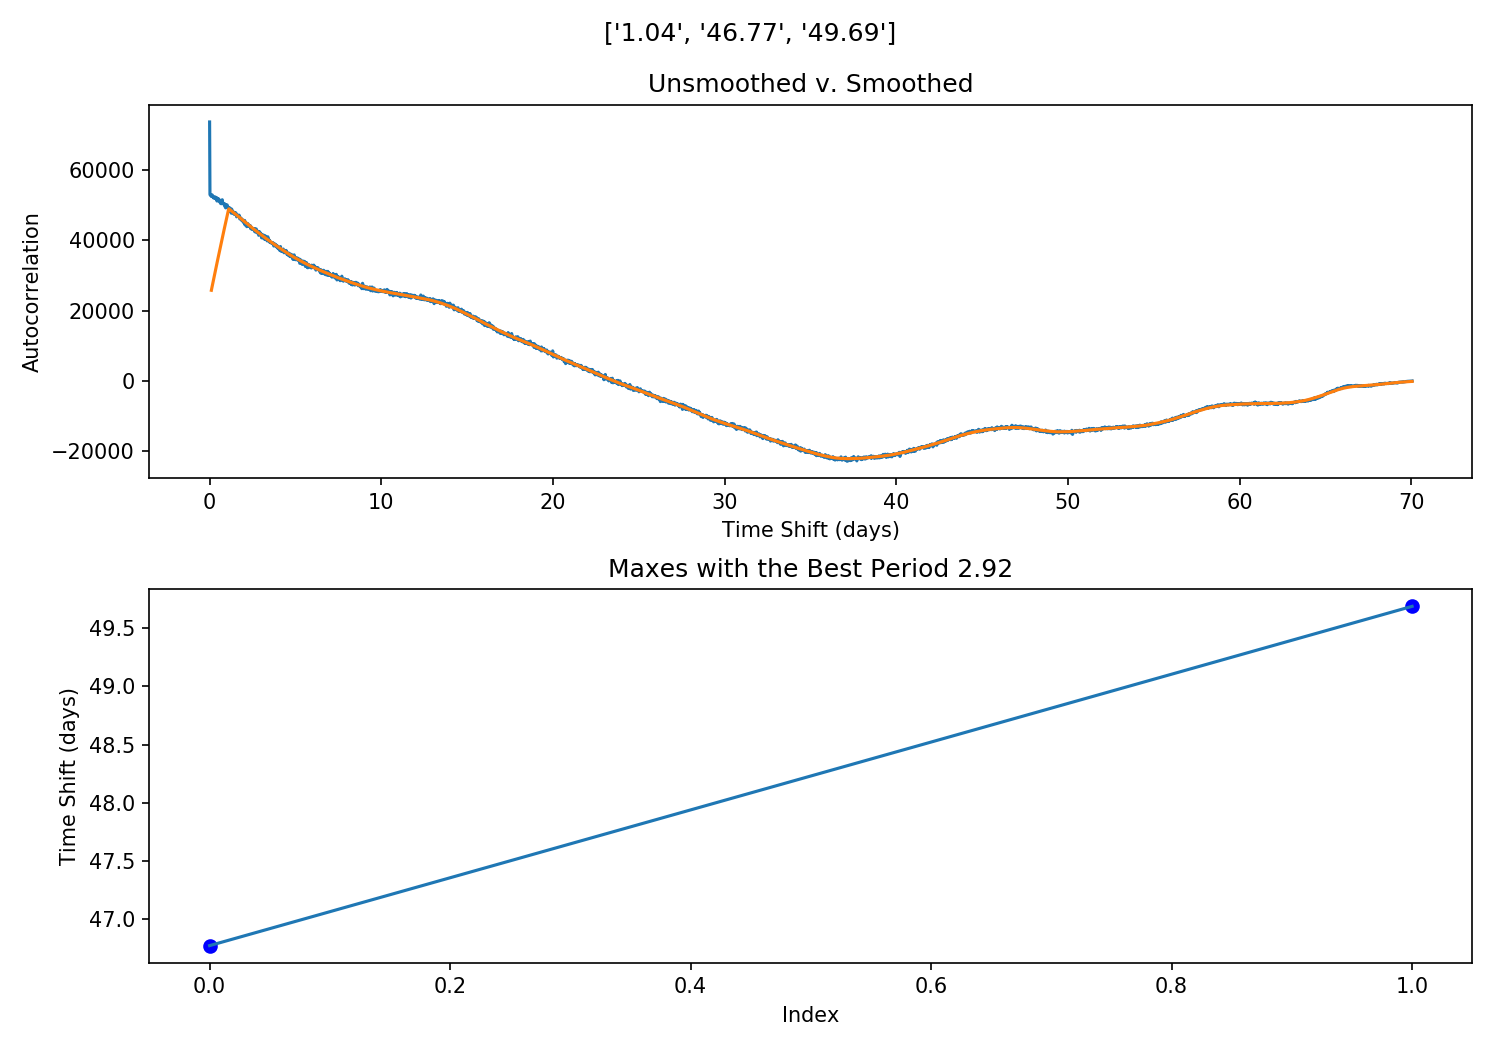 ['1.04', '46.77', '49.69']
Unsmoothed v. Smoothed
60000
40000
20000
0
−20000
Autocorrelation
0 10 20 30 40 50 60 70
Time Shift (days)
Maxes with the Best Period 2.92
49.5
49.0
48.5
48.0
47.5
47.0
Time Shift (days)
0.0 0.2 0.4 0.6 0.8 1.0
Index